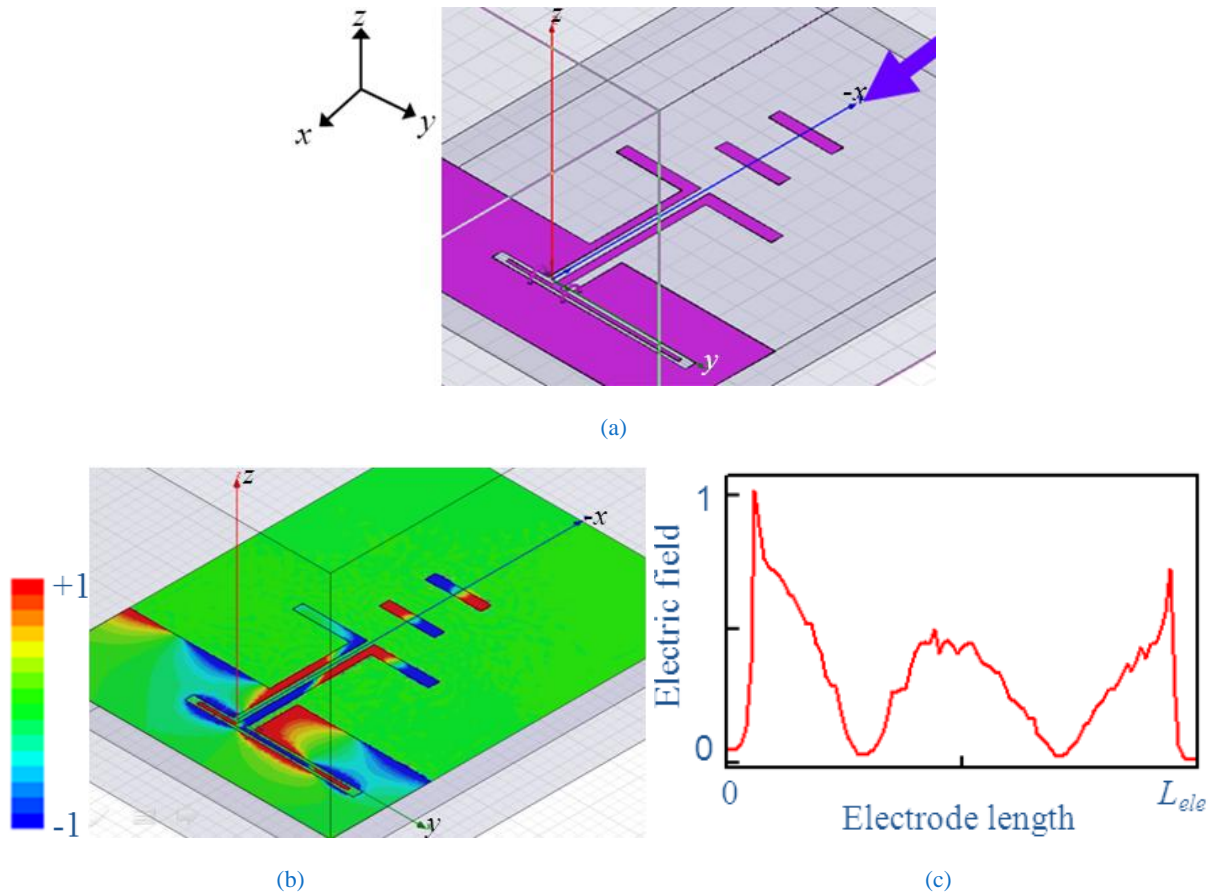 z
x
y
z
-x
y
(a)
z
-x
y
+1
-1
(b)
1
0
Electric field
0
L_ele
Electrode length
(c)